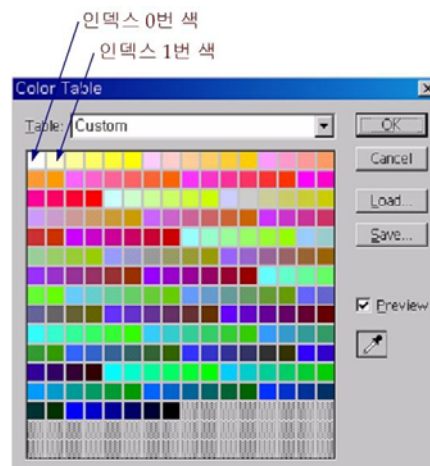 인덱스 0번 색
인덱스 1번 색
Color Table
Table: Custom
OK
Cancel
Load...
Save...
Preview